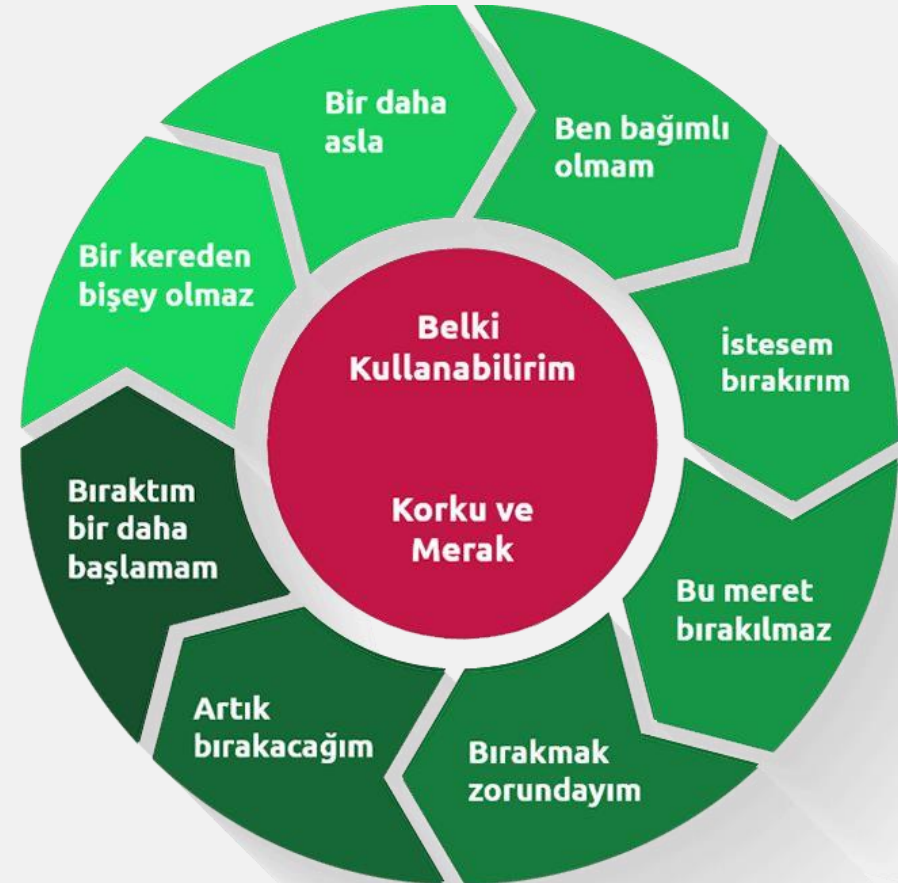 Belki
Kullanabilirim
Korku ve
Merak
Bir kereden
bişey olmaz
Bir daha
asla
Ben bağımlı
olmam
İstesem
bırakırım
Bu meret
bırakılmaz
Bırakmak
zorundayım
Artık
bırakacağım
Bıraktım
bir daha
başlamam